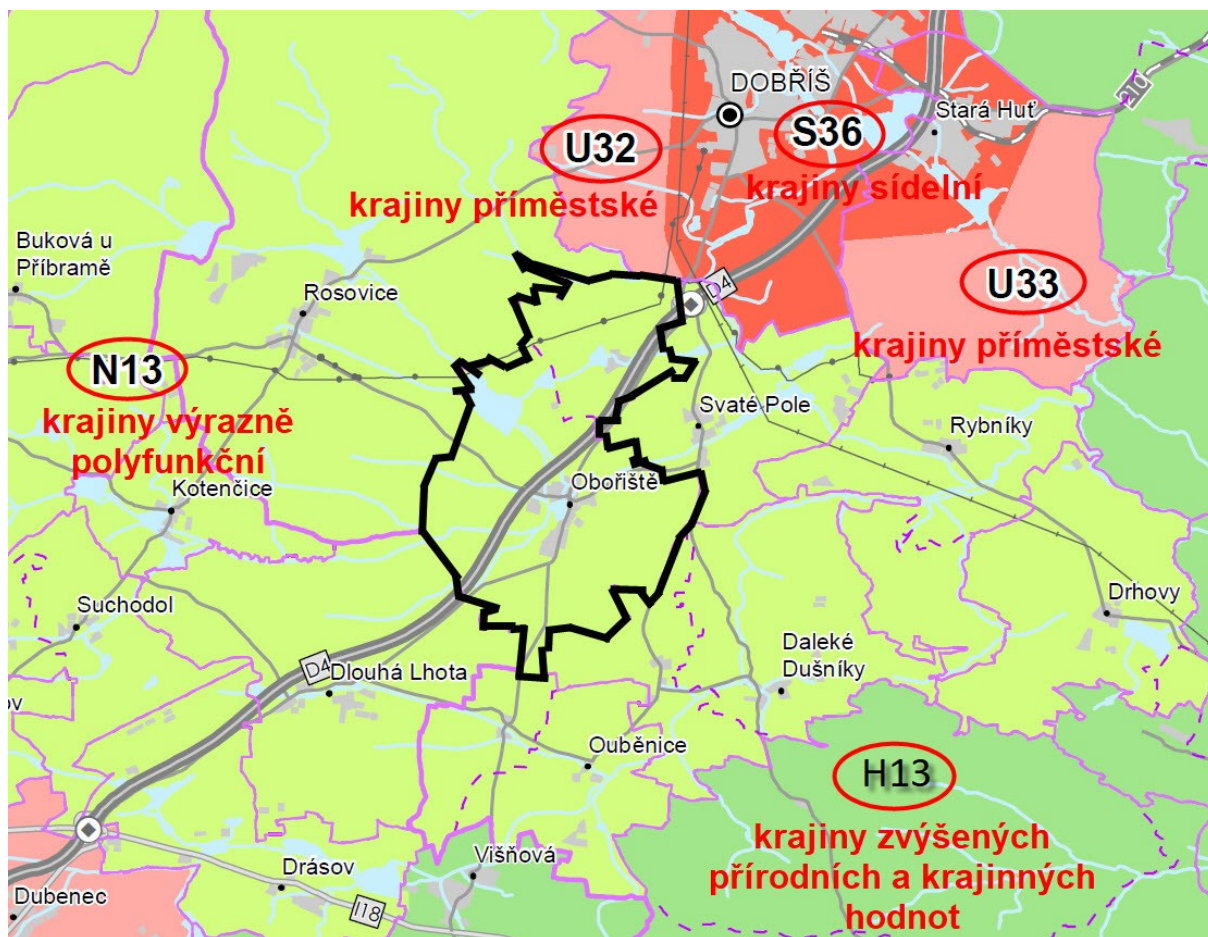 210
DOBŘÍŠ
U32
S36
Stará Huť
krajiny sídelní
krajiny příměstské
Buková u
Příbramě
U33
D4
Rosovice
krajiny příměstské
N13
krajiny výrazně
polyfunkční
Svaté Pole
Rybníky
Kotenčice
Obořiště
Suchodol
Drhovy
Daleké
Dušníky
D4
Dlouhá Lhota
ov
Ouběnice
H13
krajiny zvýšených
přírodních a krajinných
hodnot
Drásov
Višňová
Dubenec
I18